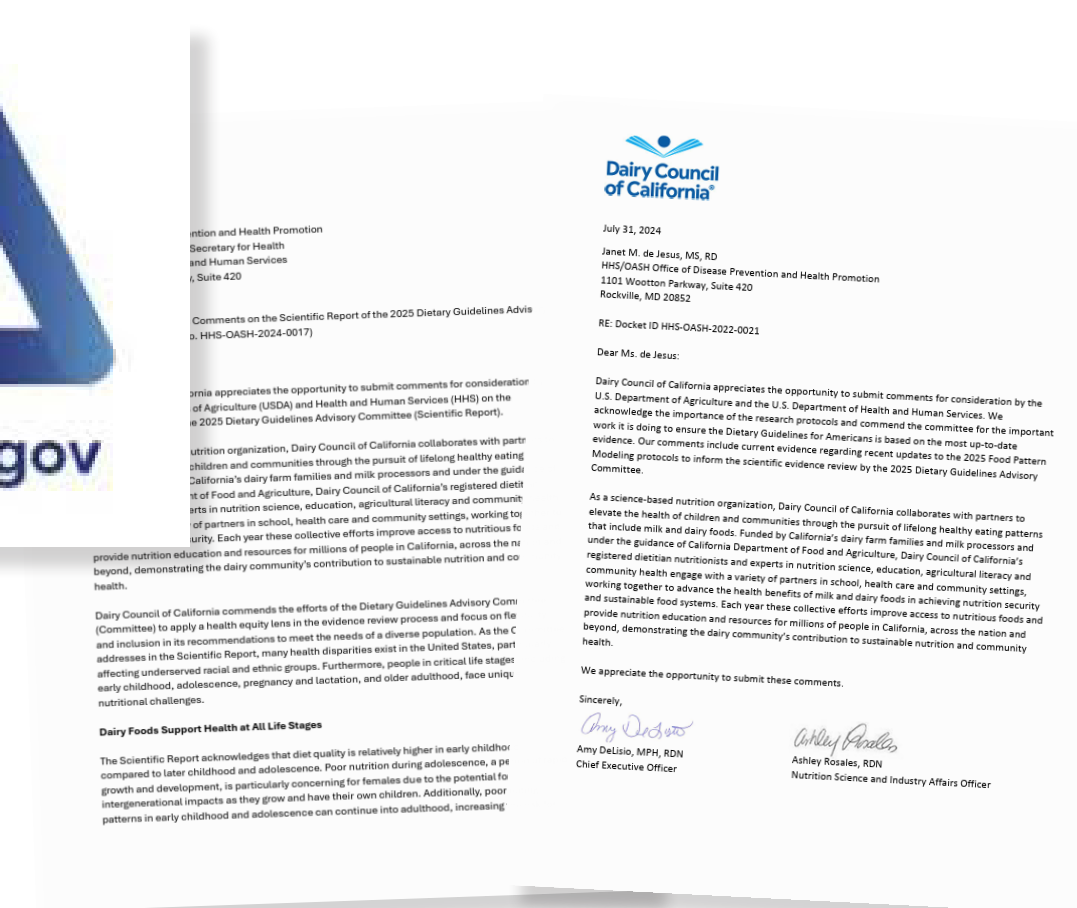 gov
ntion and Health Promotion
Secretary for Health
and Human Services
, Suite 420
Comments on the Scientific Report of the 2025 Dietary Guidelines Advis
o. HHS-OASH-2024-0017)
rnia appreciates the opportunity to submit comments for consideration
of Agriculture (USDA) and Health and Human Services (HHS) on the
e 2025 Dietary Guidelines Advisory Committee (Scientific Report).
utrition organization, Dairy Council of California collaborates with partr
children and communities through the pursuit of lifelong healthy eating
California's dairy farm families and milk processors and under the guida
nt of Food and Agriculture, Dairy Council of California's registered dietit
erts in nutrition science, education, agricultural literacy and communit
of partners in school, health care and community settings, working tog
urity. Each year these collective efforts improve access to nutritious fo
provide nutrition education and resources for millions of people in California, across the na
beyond, demonstrating the dairy community's contribution to sustainable nutrition and co
health.
Dairy Council of California commends the efforts of the Dietary Guidelines Advisory Com
(Committee) to apply a health equity lens in the evidence review process and focus on fle
and inclusion in its recommendations to meet the needs of a diverse population. As the C
addresses in the Scientific Report, many health disparities exist in the United States, part
affecting underserved racial and ethnic groups. Furthermore, people in critical life stages
early childhood, adolescence, pregnancy and lactation, and older adulthood, face uniqu
nutritional challenges.
Dairy Foods Support Health at All Life Stages
The Scientific Report acknowledges that diet quality is relatively higher in early childhoo
compared to later childhood and adolescence. Poor nutrition during adolescence, a pe
growth and development, is particularly concerning for females due to the potential fo
intergenerational impacts as they grow and have their own children. Additionally, poor
patterns in early childhood and adolescence can continue into adulthood, increasing
Dairy Council
of California®
July 31, 2024
Janet M. de Jesus, MS, RD
HHS/OASH Office of Disease Prevention and Health Promotion
1101 Wootton Parkway, Suite 420
Rockville, MD 20852
RE: Docket ID HHS-OASH-2022-0021
Dear Ms. de Jesus:
Dairy Council of California appreciates the opportunity to submit comments for consideration by the
U.S. Department of Agriculture and the U.S. Department of Health and Human Services. We
acknowledge the importance of the research protocols and commend the committee for the important
work it is doing to ensure the Dietary Guidelines for Americans is based on the most up-to-date
evidence. Our comments include current evidence regarding recent updates to the 2025 Food Pattern
Modeling protocols to inform the scientific evidence review by the 2025 Dietary Guidelines Advisory
Committee.
As a science-based nutrition organization, Dairy Council of California collaborates with partners to
elevate the health of children and communities through the pursuit of lifelong healthy eating patterns
that include milk and dairy foods. Funded by California's dairy farm families and milk processors and
under the guidance of California Department of Food and Agriculture, Dairy Council of California's
registered dietitian nutritionists and experts in nutrition science, education, agricultural literacy and
community health engage with a variety of partners in school, health care and community settings,
working together to advance the health benefits of milk and dairy foods in achieving nutrition security
and sustainable food systems. Each year these collective efforts improve access to nutritious foods and
provide nutrition education and resources for millions of people in California, across the nation and
beyond, demonstrating the dairy community's contribution to sustainable nutrition and community
health.
We appreciate the opportunity to submit these comments.
Sincerely,
Amy DeLisio
Ashley Rosales
Amy DeLisio, MPH, RDN
Chief Executive Officer
Ashley Rosales, RDN
Nutrition Science and Industry Affairs Officer